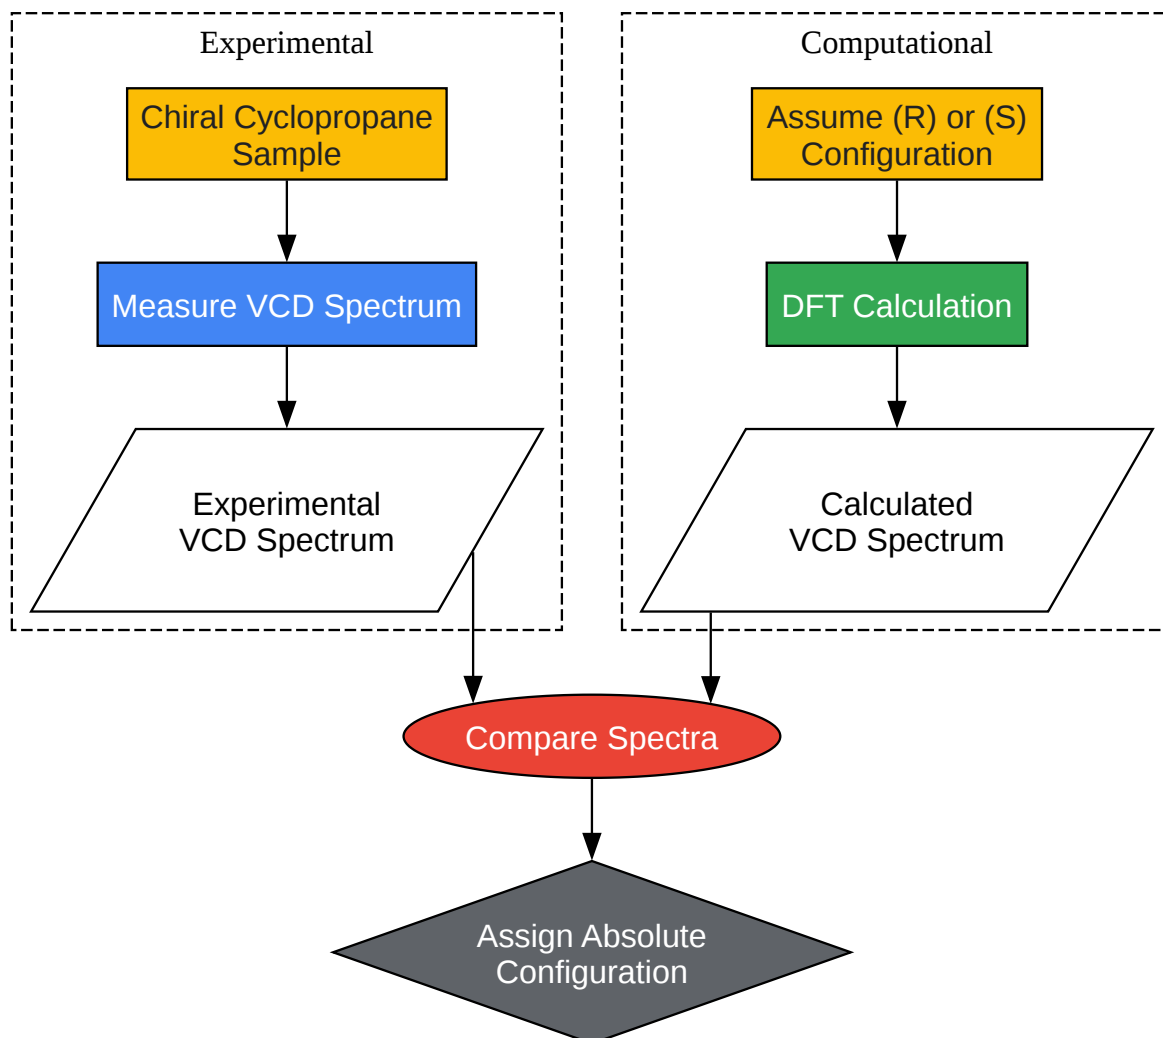 Experimental
Chiral Cyclopropane
Sample
Measure VCD Spectrum
Experimental
VCD Spectrum
Computational
Assume (R) or (S)
Configuration
DFT Calculation
Calculated
VCD Spectrum
Compare Spectra
Assign Absolute
Configuration